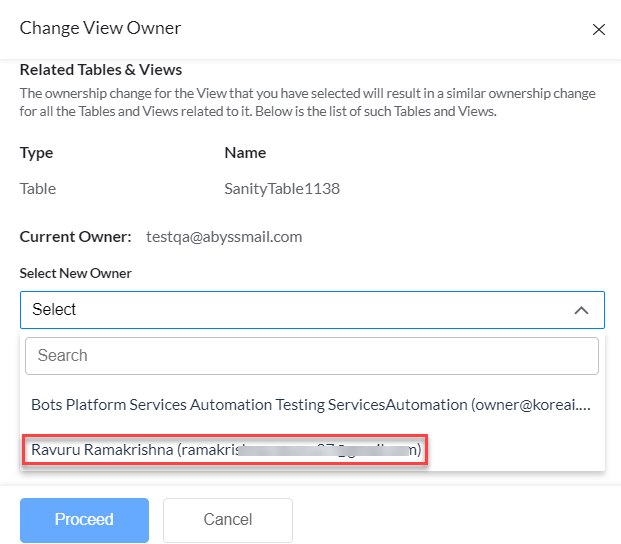 Change View Owner
Related Tables & Views
The ownership change for the View that you have selected will result in a similar ownership change
for all the Tables and Views related to it. Below is the list of such Tables and Views.
Type Name
Table SanityTable1138
Current Owner: testqa@abyssmail.com
Select New Owner
Select
Search
Bots Platform Services Automation Testing ServicesAutomation (owner@koreai....
Ravuru Ramakrishna
Proceed Cancel